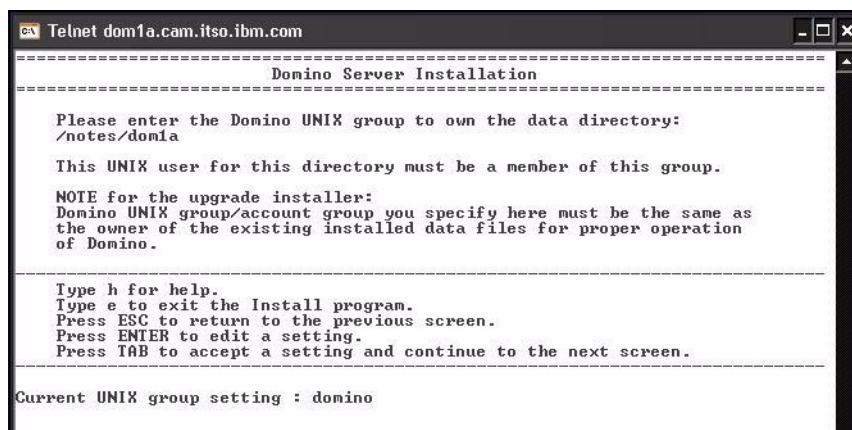 Telnet dom1a.cam.itso.ibm.com
Domino Server Installation
Please enter the Domino UNIX group to own the data directory:
/notes/dom1a
This UNIX user for this directory must be a member of this group.
NOTE for the upgrade installer:
Domino UNIX group/account group you specify here must be the same as
the owner of the existing installed data files for proper operation
of Domino.
Type h for help.
Type e to exit the Install program.
Press ESC to return to the previous screen.
Press ENTER to edit a setting.
Press TAB to accept a setting and continue to the next screen.
Current UNIX group setting : domino